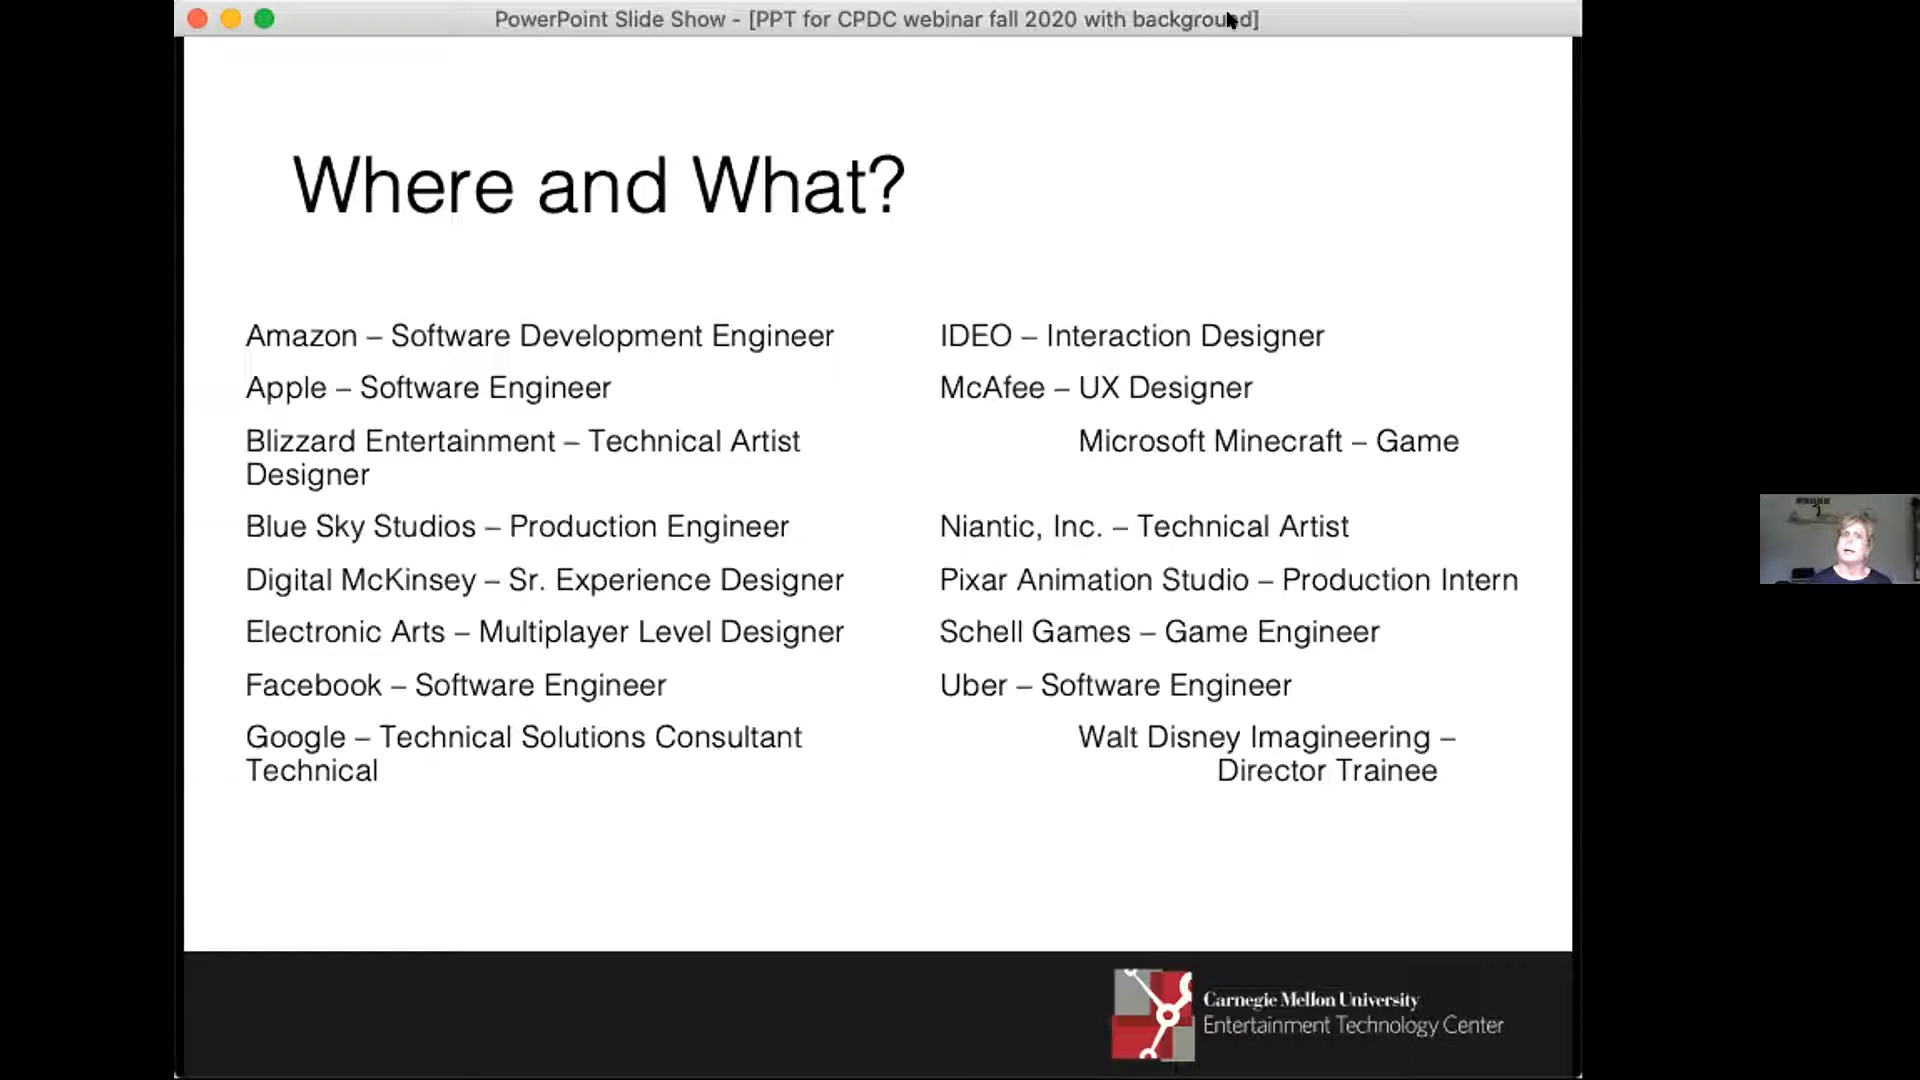 PowerPoint Slide Show - [PPT for CPDC webinar fall 2020 with background]
Where and What?
Amazon – Software Development Engineer
IDEO – Interaction Designer
Apple – Software Engineer
McAfee – UX Designer
Blizzard Entertainment – Technical Artist
Microsoft Minecraft – Game
Designer
Blue Sky Studios – Production Engineer
Niantic, Inc. – Technical Artist
Digital McKinsey – Sr. Experience Designer
Pixar Animation Studio – Production Intern
Electronic Arts – Multiplayer Level Designer
Schell Games – Game Engineer
Facebook – Software Engineer
Uber – Software Engineer
Google – Technical Solutions Consultant
Walt Disney Imagineering –
Technical
Director Trainee
Carnegie Mellon University
Entertainment Technology Center